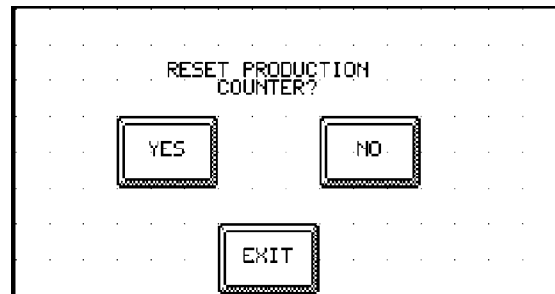 RESET PRODUCTION
COUNTER?
YES
NO
EXIT